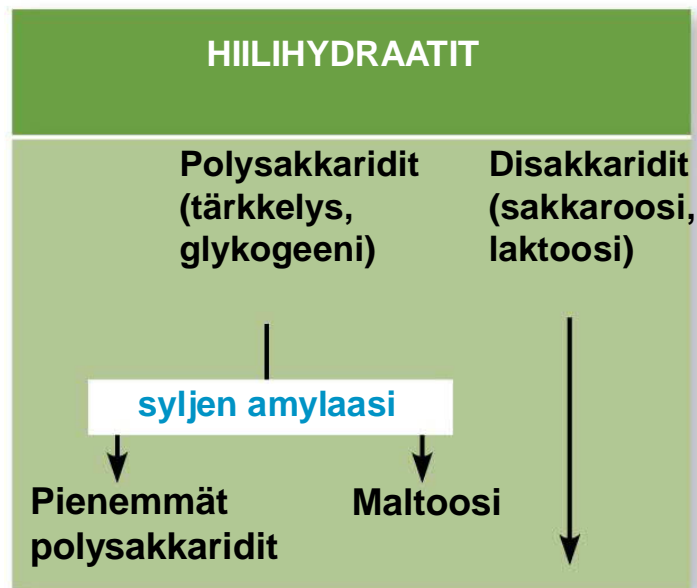 HIILIHYDRAATIT
Polysakkaridit
(tärkkelys,
glykogeeni)
Disakkaridit
(sakkaroosi,
laktoosi)
syljen amylaasi
Pienemmät
polysakkaridit
Maltoosi